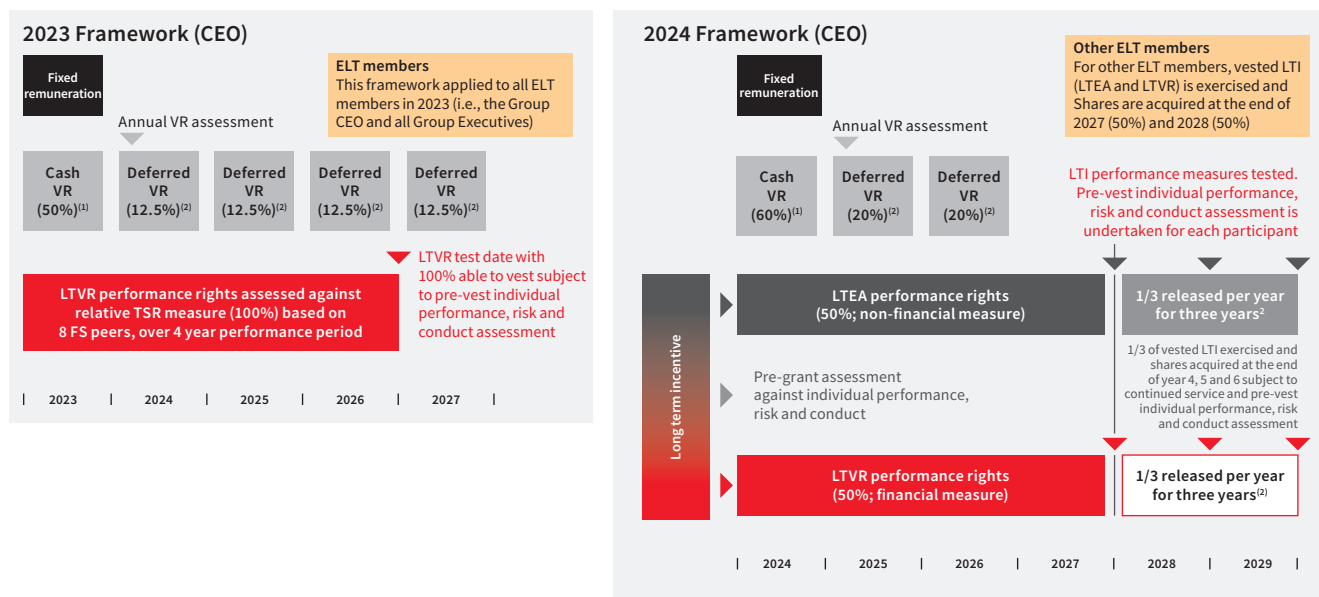 2023 Framework (CEO)
Fixed
remuneration
ELT members
This framework applied to all ELT
members in 2023 (i.e., the Group
CEO and all Group Executives)
Annual VR assessment
Cash
VR
(50%)(1)
Deferred
VR
(12.5%)(2)
Deferred
VR
(12.5%)(2)
Deferred
VR
(12.5%)(2)
Deferred
VR
(12.5%)(2)
LTVR performance rights assessed against
relative TSR measure (100%) based on
8 FS peers, over 4 year performance period
LTVR test date with
100% able to vest subject
to pre-vest individual
performance, risk and
conduct assessment
2023
2024
2025
2026
2027
2024 Framework (CEO)
Fixed
remuneration
Other ELT members
For other ELT members, vested LTI
(LTEA and LTVR) is exercised and
Shares are acquired at the end of
2027 (50%) and 2028 (50%)
Annual VR assessment
Cash
VR
(60%)(1)
Deferred
VR
(20%)(2)
Deferred
VR
(20%)(2)
LTI performance measures tested.
Pre-vest individual performance,
risk and conduct assessment is
undertaken for each participant
Long term incentive
LTEA performance rights
(50%; non-financial measure)
1/3 released per year
for three years2
Pre-grant assessment
against individual performance,
risk and conduct
1/3 of vested LTI exercised and
shares acquired at the end
of year 4, 5 and 6 subject to
continued service and pre-vest
individual performance, risk
and conduct assessment
LTVR performance rights
(50%; financial measure)
1/3 released per year
for three years(2)
2024
2025
2026
2027
2028
2029